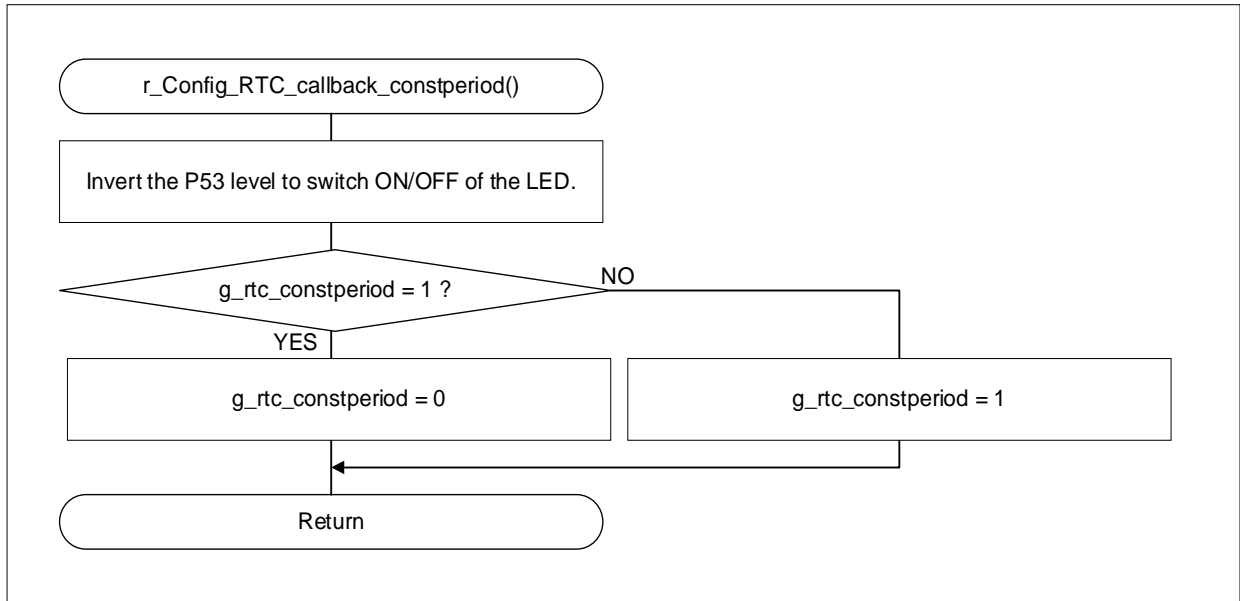 r_Config_RTC_callback_constperiod()
Invert the P53 level to switch ON/OFF of the LED.
g_rtc_constperiod = 1 ?
NO
YES
g_rtc_constperiod = 0
g_rtc_constperiod = 1
Return